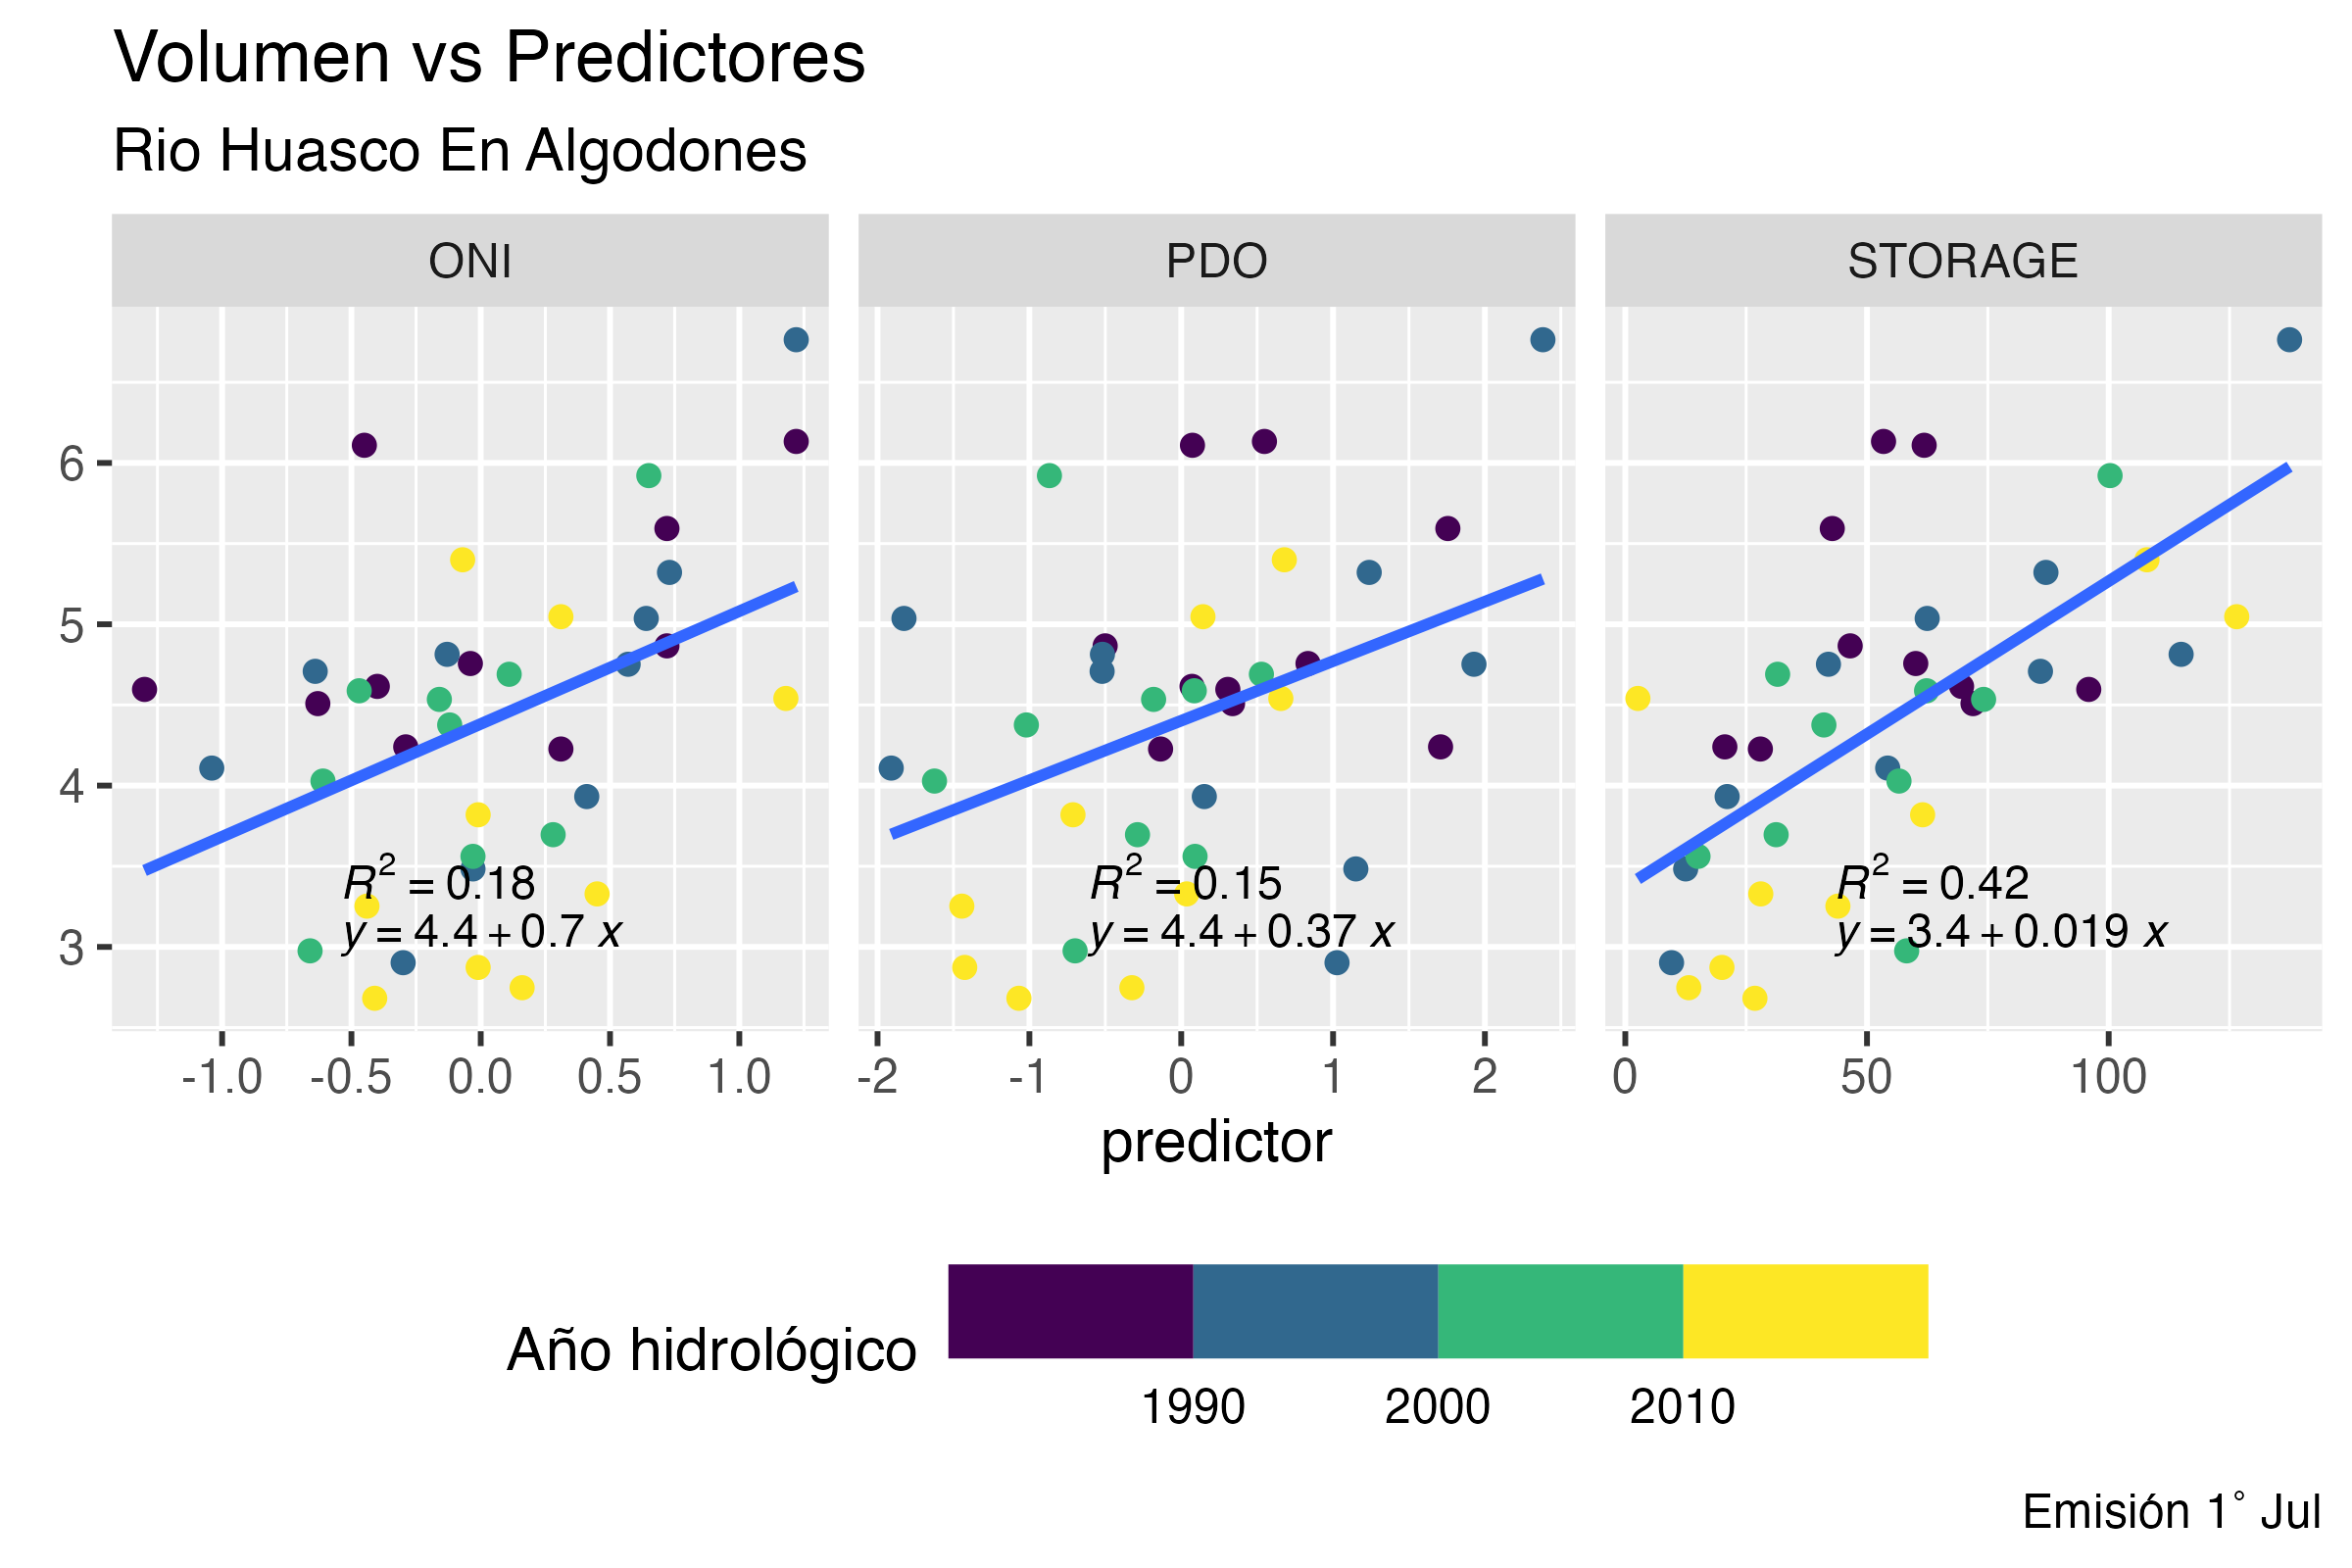 Volumen vs Predictores
Rio Huasco En Algodones
ONI PDO STORAGE
6
5
4
3
R² = 0.18
y = 4.4 + 0.7 x
R² = 0.15
y = 4.4 + 0.37 x
R² = 0.42
y = 3.4 + 0.019 x
-1.0 -0.5 0.0 0.5 1.0 -2 -1 0 1 2 0 50 100
predictor
Año hidrológico
1990 2000 2010
Emisión 1° Jul